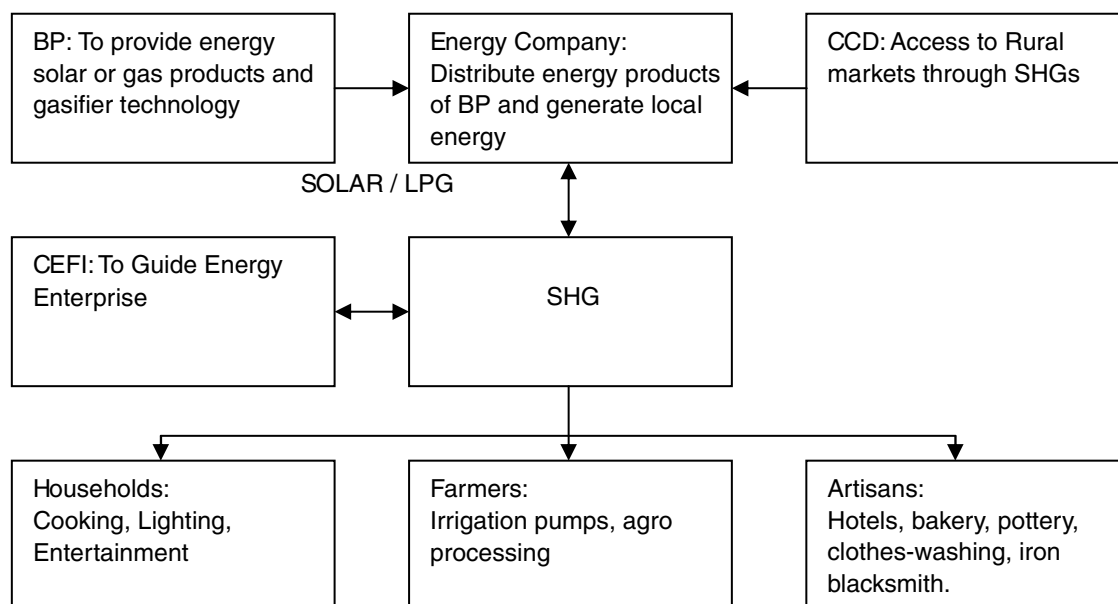 BP: To provide energy
solar or gas products and
gasifier technology
Energy Company:
Distribute energy products
of BP and generate local
energy
CCD: Access to Rural
markets through SHGs
SOLAR / LPG
CEFI: To Guide Energy
Enterprise
SHG
Households:
Cooking, Lighting,
Entertainment
Farmers:
Irrigation pumps, agro
processing
Artisans:
Hotels, bakery, pottery,
clothes-washing, iron
blacksmith.